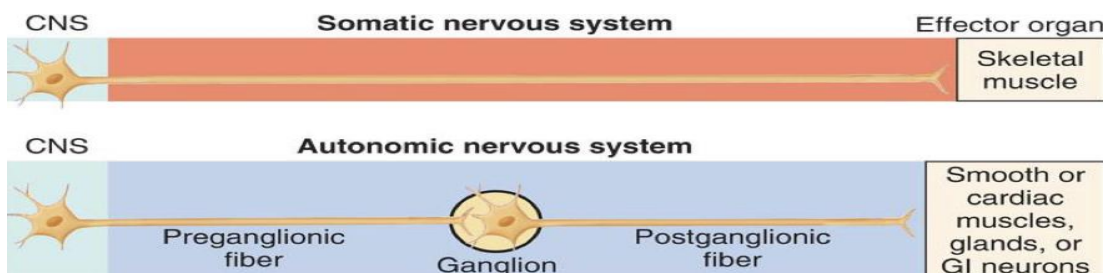 CNS
Somatic nervous system
Effector organ
Skeletal
muscle
CNS
Autonomic nervous system
Preganglionic
fiber
Ganglion
Postganglionic
fiber
Smooth or
cardiac
muscles,
glands, or
GI neurons